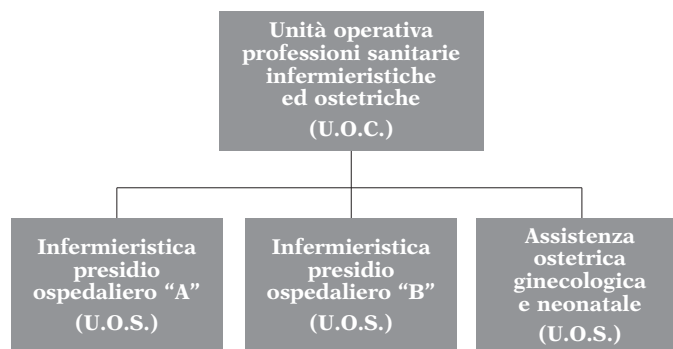 Unità operativa
professioni sanitarie
infermieristiche
ed ostetriche
(U.O.C.)
Infermieristica
presidio
ospedaliero “A”
(U.O.S.)
Infermieristica
presidio
ospedaliero “B”
(U.O.S.)
Assistenza
ostetrica
ginecologica
e neonatale
(U.O.S.)